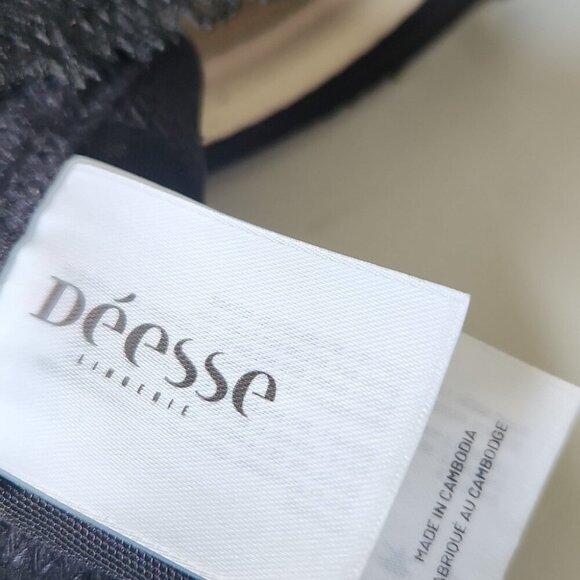 Déesse
LINGERIE
MADE IN CAMBODIA
FABRIQUÉ AU CAMBODGE